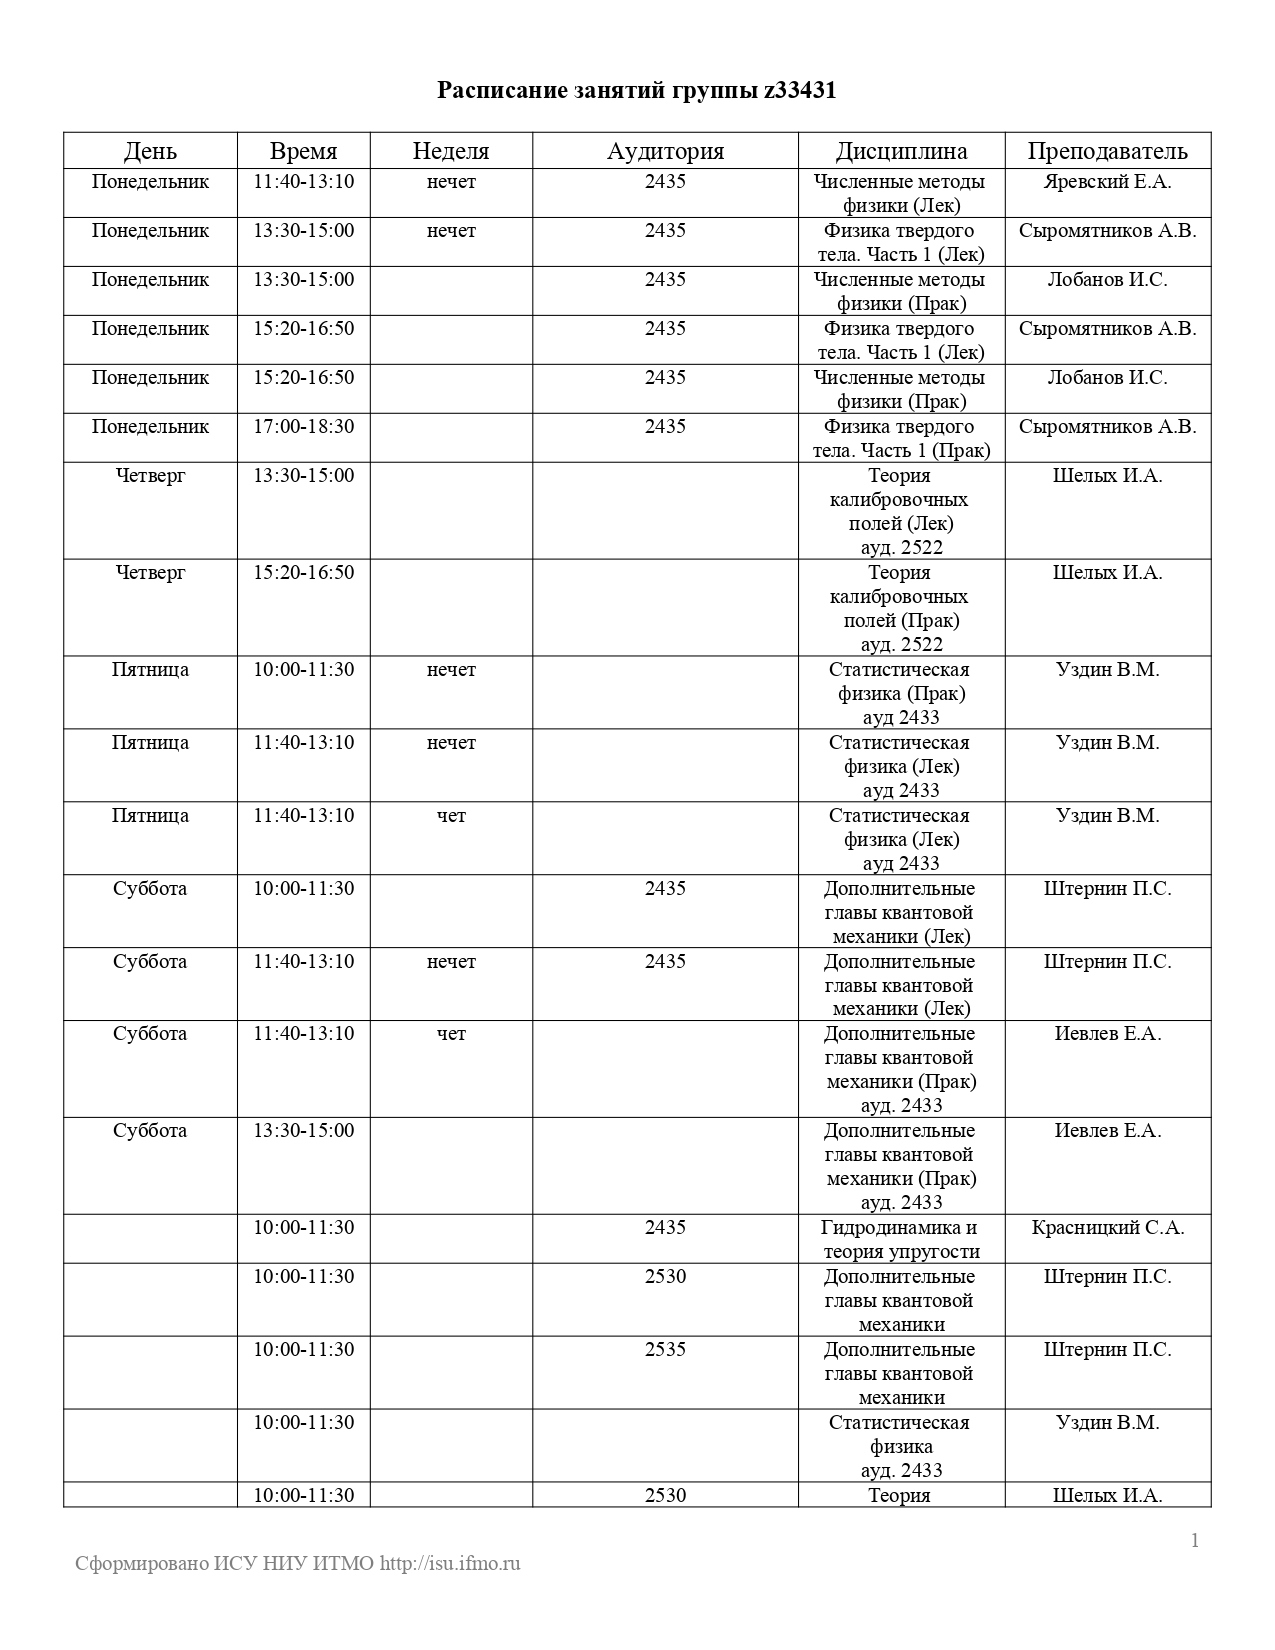 Расписание занятий группы z33431
День Время Неделя Аудитория Дисциплина Преподаватель
Понедельник 11:40-13:10 нечет 2435 Численные методы Яревский Е.А.
физики (Лек)
Понедельник 13:30-15:00 нечет 2435 Физика твердого Сыромятников А.В.
тела. Часть 1 (Лек)
Понедельник 13:30-15:00 2435 Численные методы Лобанов И.С.
физики (Прак)
Понедельник 15:20-16:50 2435 Физика твердого Сыромятников А.В.
тела. Часть 1 (Лек)
Понедельник 15:20-16:50 2435 Численные методы Лобанов И.С.
физики (Прак)
Понедельник 17:00-18:30 2435 Физика твердого Сыромятников А.В.
тела. Часть 1 (Прак)
Четверг 13:30-15:00 Теория Шелых И.А.
калибровочных
полей (Лек)
ауд. 2522
Четверг 15:20-16:50 Теория Шелых И.А.
калибровочных
полей (Прак)
ауд. 2522
Пятница 10:00-11:30 нечет Статистическая Уздин В.М.
физика (Прак)
ауд 2433
Пятница 11:40-13:10 нечет Статистическая Уздин В.М.
физика (Лек)
ауд 2433
Пятница 11:40-13:10 чет Статистическая Уздин В.М.
физика (Лек)
ауд 2433
Суббота 10:00-11:30 2435 Дополнительные Штернин П.С.
главы квантовой
механики (Лек)
Суббота 11:40-13:10 нечет 2435 Дополнительные Штернин П.С.
главы квантовой
механики (Лек)
Суббота 11:40-13:10 чет Дополнительные Иевлев Е.А.
главы квантовой
механики (Прак)
ауд. 2433
Суббота 13:30-15:00 Дополнительные Иевлев Е.А.
главы квантовой
механики (Прак)
ауд. 2433
10:00-11:30 2435 Гидродинамика и Красницкий С.А.
теория упругости
10:00-11:30 2530 Дополнительные Штернин П.С.
главы квантовой
механики
10:00-11:30 2535 Дополнительные Штернин П.С.
главы квантовой
механики
10:00-11:30 Статистическая Уздин В.М.
физика
ауд. 2433
10:00-11:30 2530 Теория Шелых И.А.
1
Сформировано ИСУ НИУ ИТМО http://isu.ifmo.ru